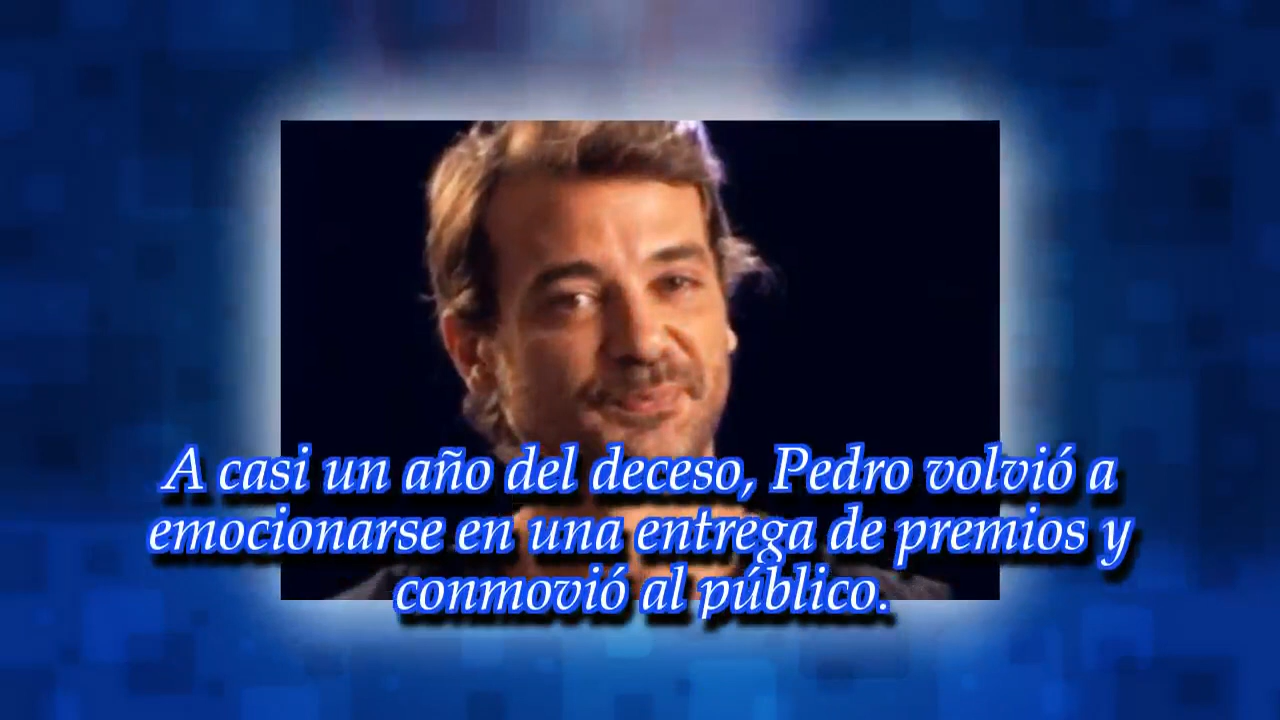 A casi un año del deceso, Pedro volvió a
emocionarse en una entrega de premios y
conmovió al público.